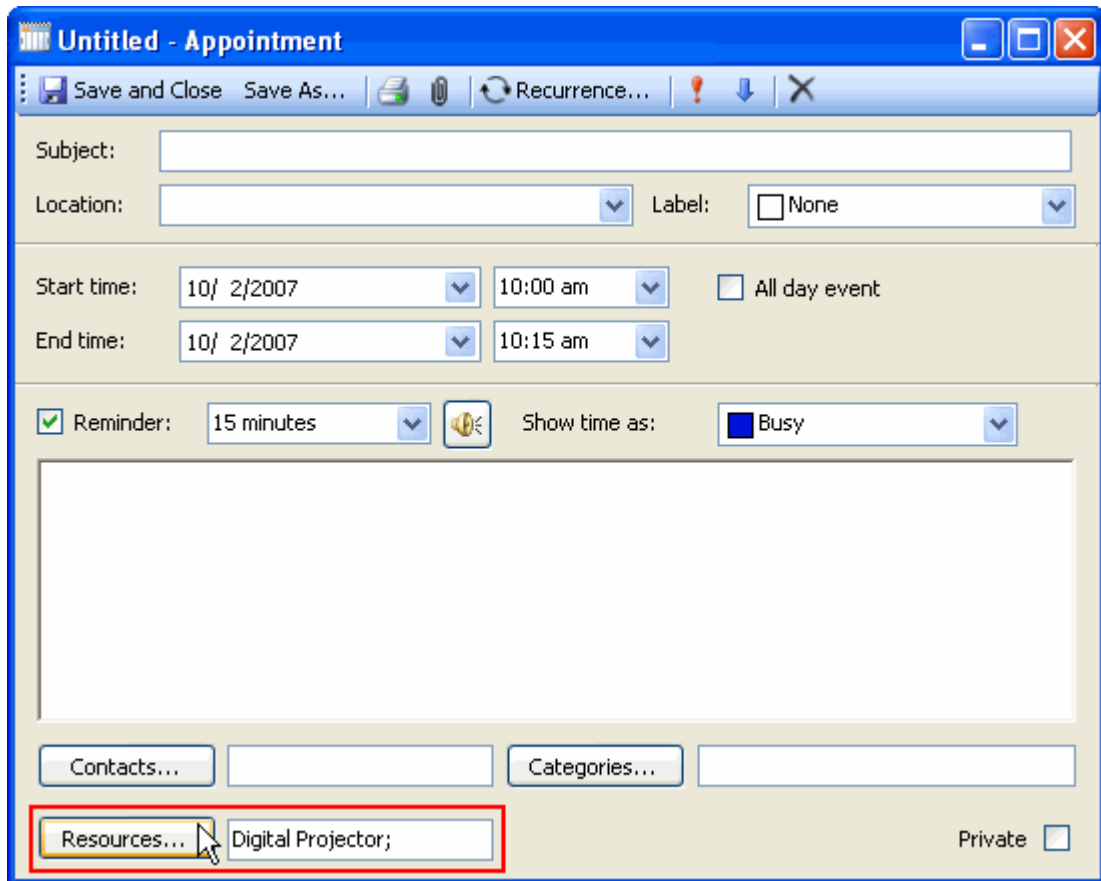 Untitled - Appointment
Save and Close Save As... Recurrence...
Subject:
Location: Label: None
Start time: 10/ 2/2007 10:00 am All day event
End time: 10/ 2/2007 10:15 am
Reminder: 15 minutes Show time as: Busy
Contacts... Categories...
Resources... Digital Projector; Private